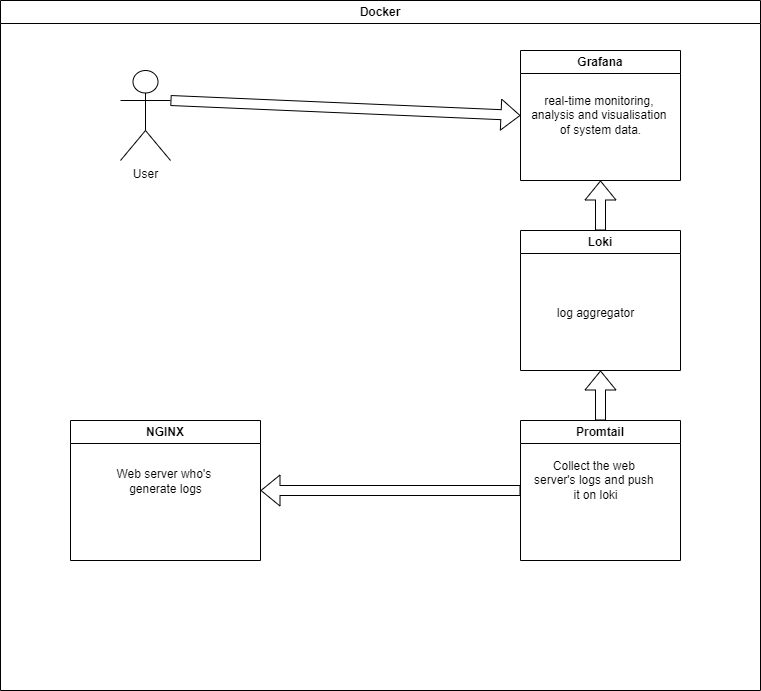 Docker
Grafana
real-time monitoring,
analysis and visualisation
of system data.
User
Loki
log aggregator
NGINX
Web server who's
generate logs
Promtail
Collect the web
server's logs and push
it on loki